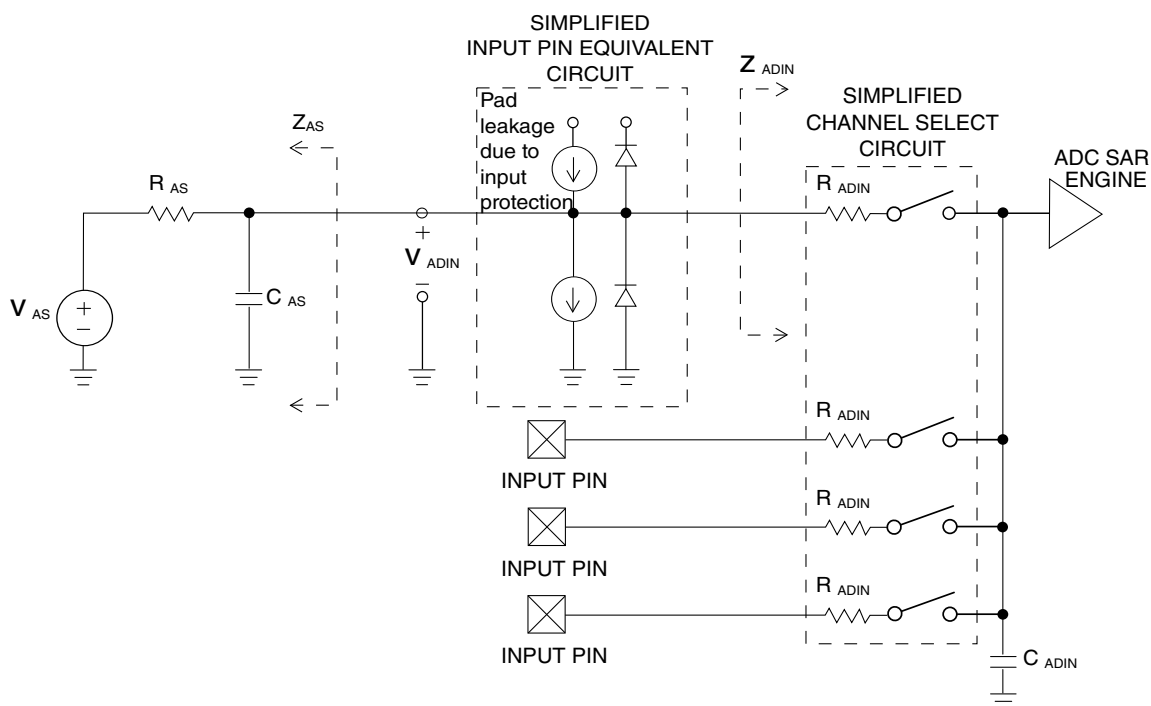 SIMPLIFIED
INPUT PIN EQUIVALENT
CIRCUIT
Pad
leakage
due to
input
protection
Z ADIN
SIMPLIFIED
CHANNEL SELECT
CIRCUIT
ADC SAR
ENGINE
Z AS
R AS
R ADIN
+
V ADIN
–
C AS
V AS
+
–
R ADIN
INPUT PIN
R ADIN
INPUT PIN
R ADIN
INPUT PIN
C ADIN